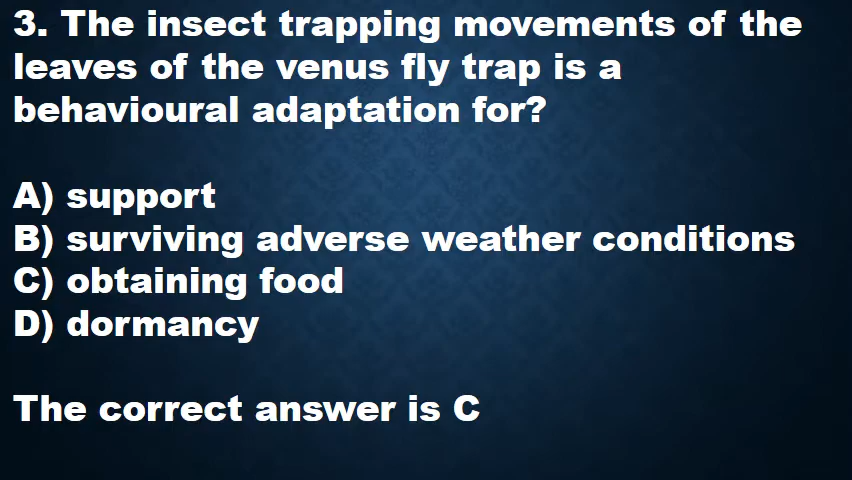 3. The insect trapping movements of the
leaves of the venus fly trap is a
behavioural adaptation for?
A) support
B) surviving adverse weather conditions
C) obtaining food
D) dormancy
The correct answer is C